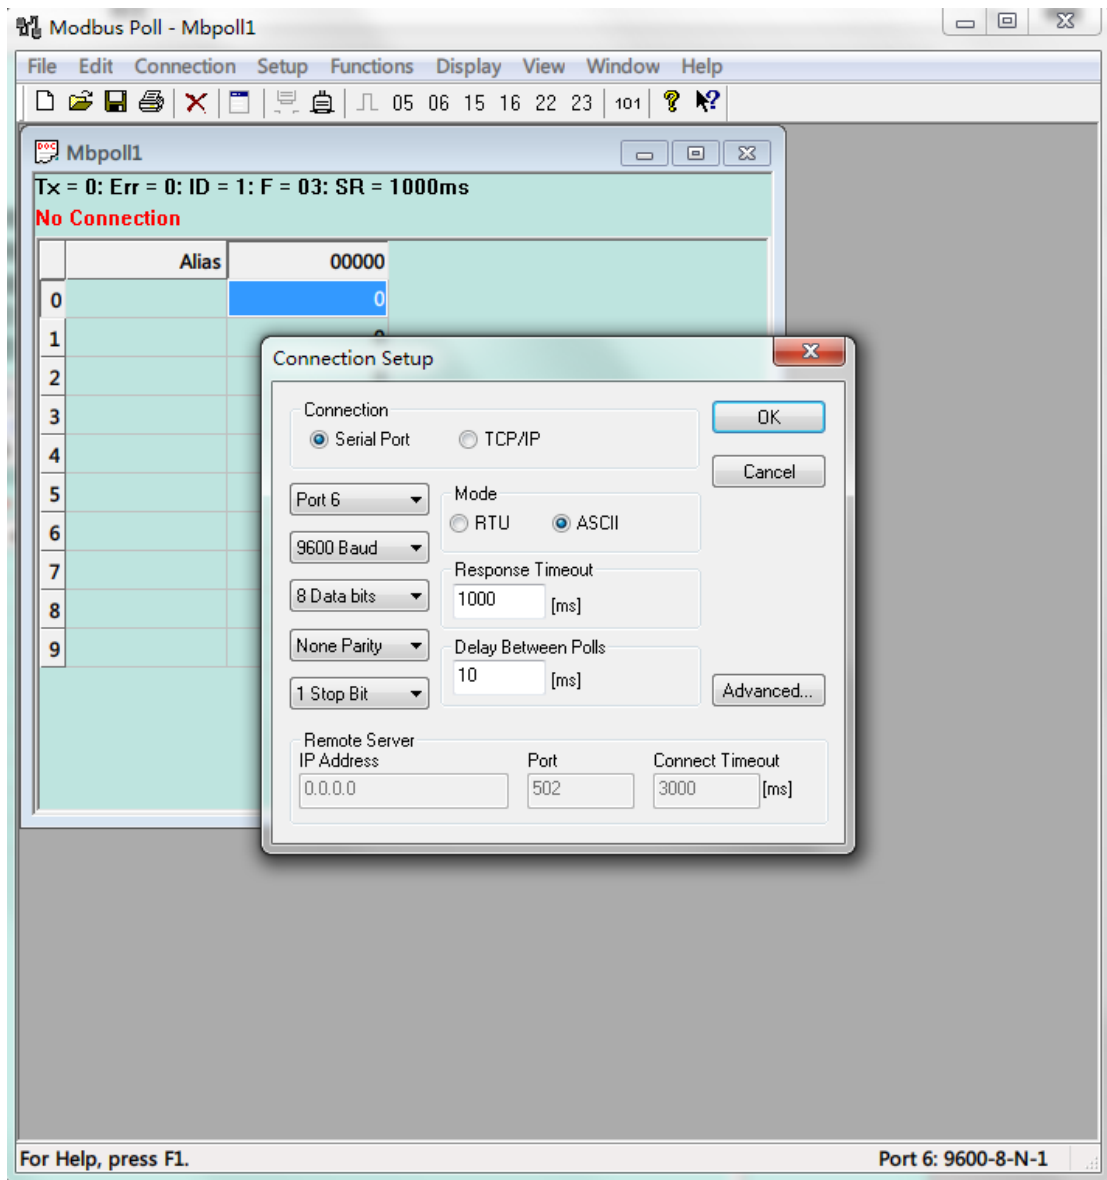 Modbus Poll - Mbpoll1
File Edit Connection Setup Functions Display View Window Help
05 06 15 16 22 23 101
Mbpoll1
Tx = 0: Err = 0: ID = 1: F = 03: SR = 1000ms
No Connection
Alias 00000
0 0
1
2
3
4
5
6
7
8
9
Connection Setup
Connection
Serial Port TCP/IP
OK
Cancel
Port 6
9600 Baud
8 Data bits
None Parity
1 Stop Bit
Mode
RTU ASCII
Response Timeout
1000 [ms]
Delay Between Polls
10 [ms]
Advanced...
Remote Server
IP Address Port Connect Timeout
0.0.0.0 502 3000 [ms]
For Help, press F1. Port 6: 9600-8-N-1